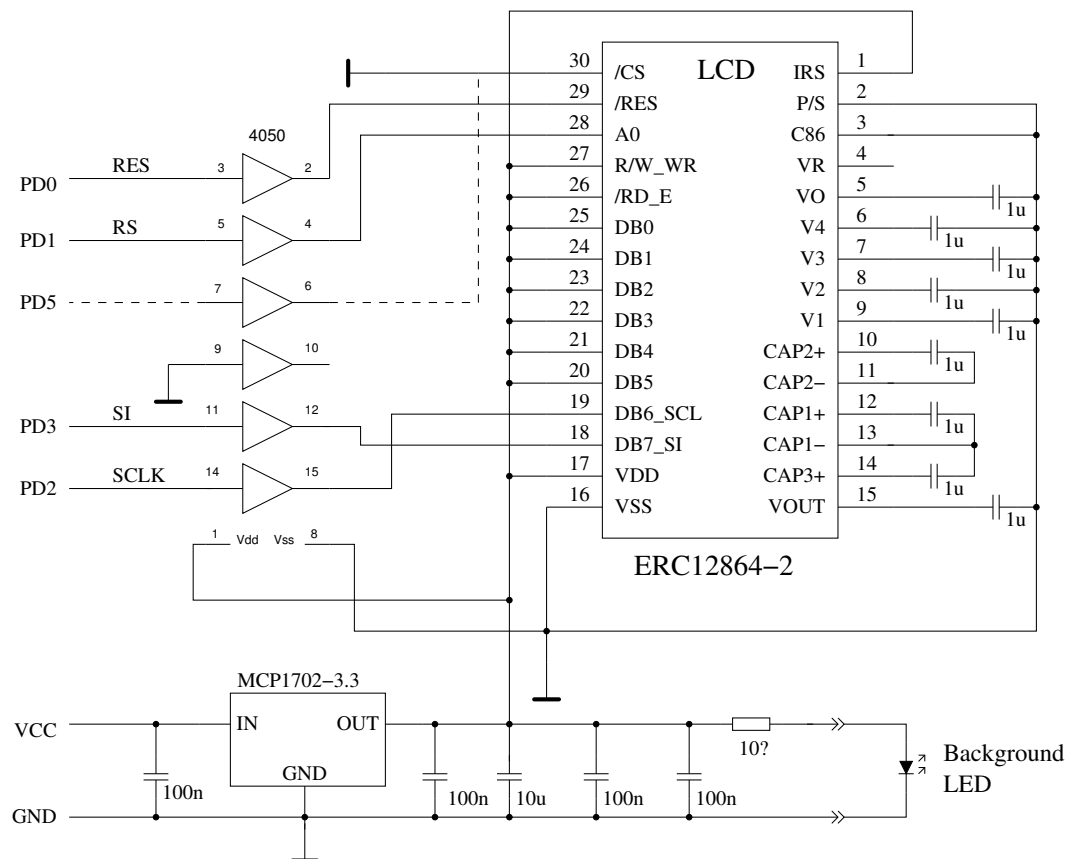 30 /CS LCD IRS 1
29 /RES P/S 2
4050 28 A0 C86 3
RES 3 2 27 R/W_WR VR 4
PD0
26 /RD_E VO 5 1u
RS 5 4 25 DB0 V4 6 1u
PD1
24 DB1 V3 7 1u
PD5 7 6 23 DB2 V2 8 1u
22 DB3 V1 9 1u
9 10 21 DB4 CAP2+ 10 1u
20 DB5 CAP2− 11
SI 11 12 19 DB6_SCL CAP1+ 12 1u
PD3
18 DB7_SI CAP1− 13
SCLK 14 15 17 VDD CAP3+ 14 1u
PD2
16 VSS VOUT 15 1u
1 Vdd Vss 8
ERC12864−2
MCP1702−3.3
VCC IN OUT
10?
GND
100n 100n 10u 100n 100n
Background
LED
GND